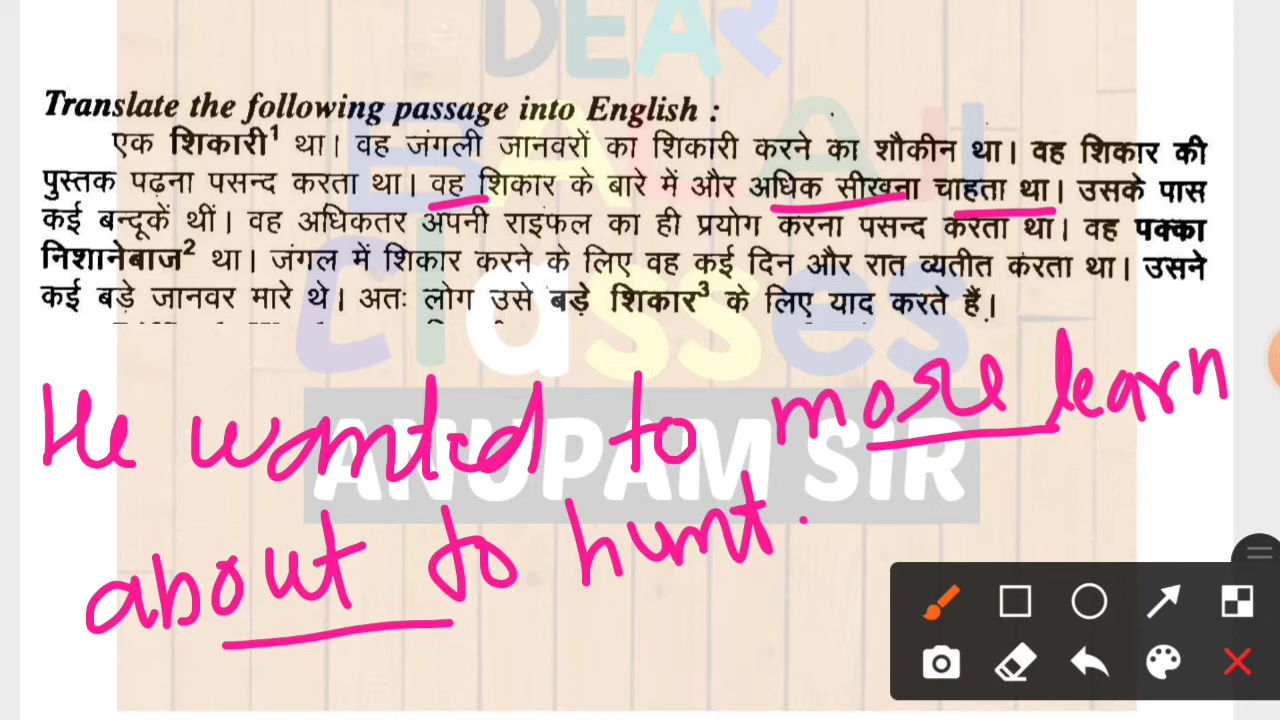 DEAR
BALAJI
Classes
ANUPAM SIR
Translate the following passage into English :
एक शिकारी¹ था। वह जंगली जानवरों का शिकारी करने का शौकीन था। वह शिकार की
पुस्तक पढ़ना पसन्द करता था। वह शिकार के बारे में और अधिक सीखना चाहता था। उसके पास
कई बन्दूकें थीं। वह अधिकतर अपनी राइफल का ही प्रयोग करना पसन्द करता था। वह पक्का
निशानेबाज² था। जंगल में शिकार करने के लिए वह कई दिन और रात व्यतीत करता था। उसने
कई बड़े जानवर मारे थे। अतः लोग उसे बड़े शिकार³ के लिए याद करते हैं।
He wanted to more learn
about to hunt.